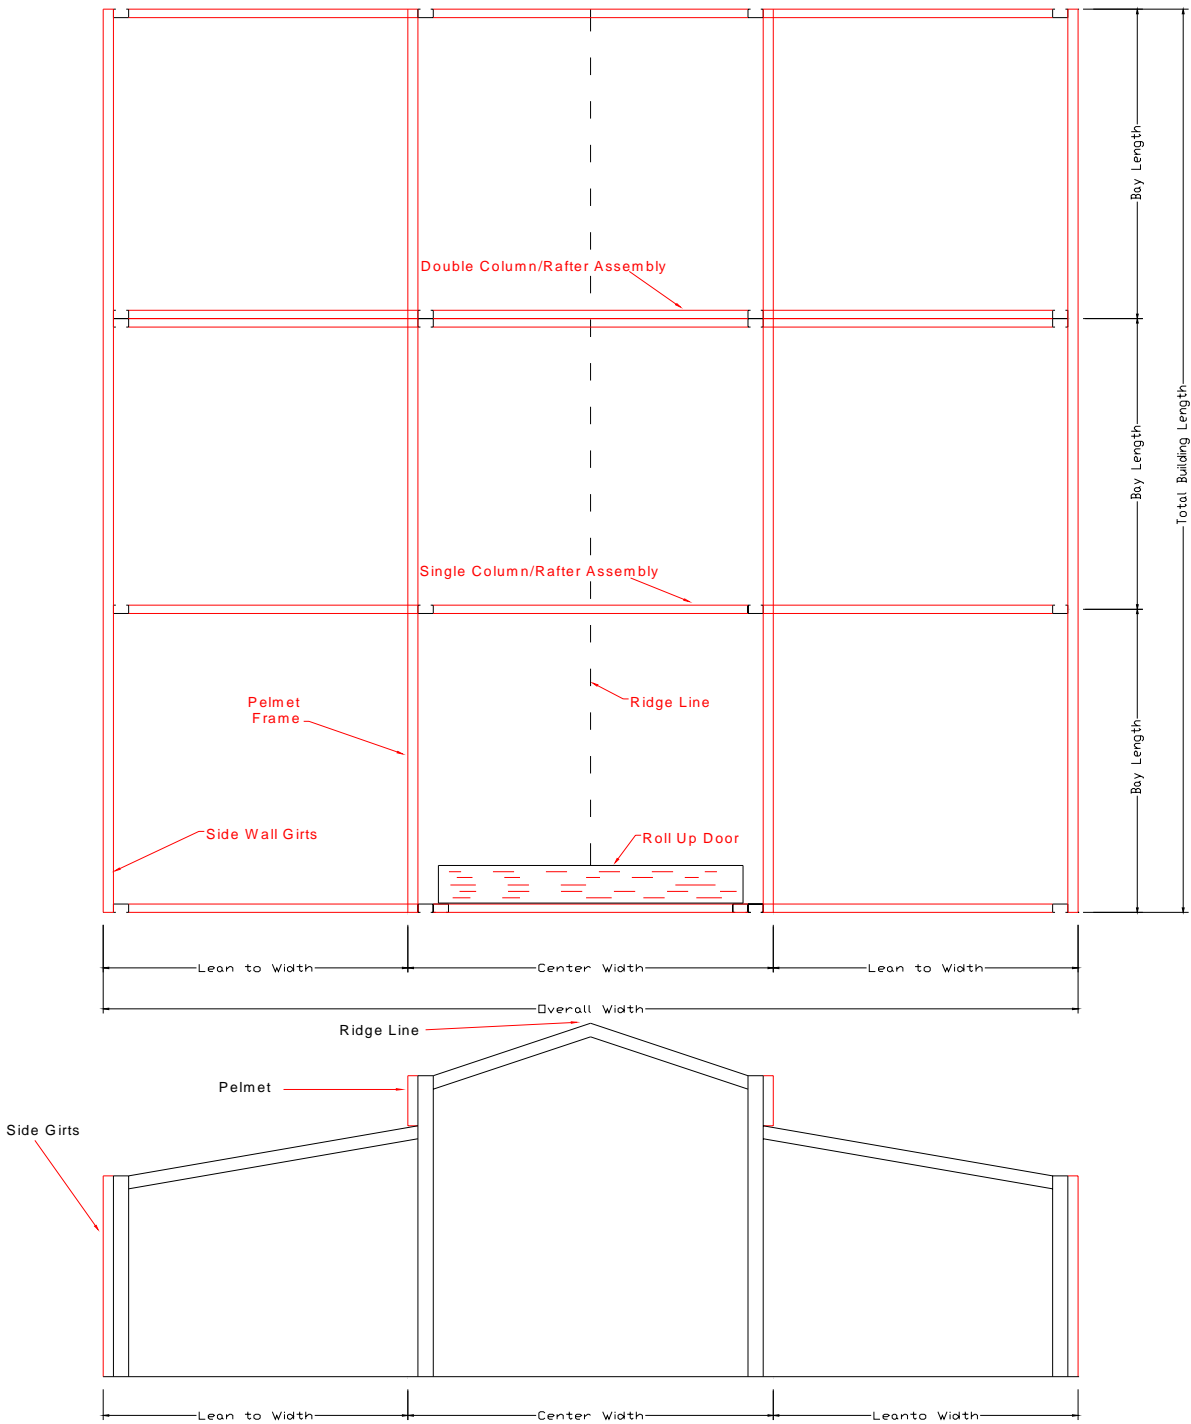 Bay Length
Double Column/Rafter Assembly
Bay Length
Total Building Length
Single Column/Rafter Assembly
Pelmet
Frame
Ridge Line
Bay Length
Side Wall Girts
Roll Up Door
Lean to Width
Center Width
Lean to Width
Overall Width
Ridge Line
Pelmet
Side Girts
Lean to Width
Center Width
Leanto Width